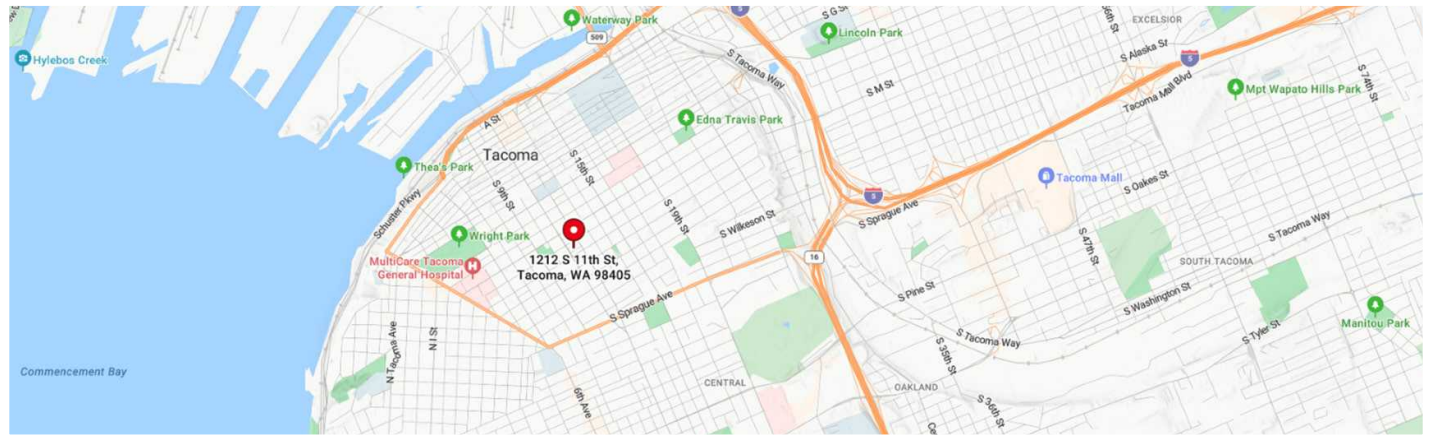 Waterway Park
509
Hylebos Creek
5
S G St
Lincoln Park
56th St
EXCELSIOR
S Alaska St
5
S Tacoma Way
S M St
Tacoma Mall Blvd
Mpt Wapato Hills Park
S 74th St
A St
Edna Travis Park
Tacoma
Thea's Park
S 15th St
Tacoma Mall
S Oakes St
Schuster Pkwy
S 9th St
S 19th St
5
S Sprague Ave
S Wilkeson St
S Tacoma Way
Wright Park
S 47th St
MultiCare Tacoma
General Hospital
H
1212 S 11th St,
Tacoma, WA 98405
16
SOUTH TACOMA
S Pine St
S Washington St
S Sprague Ave
Manitou Park
N Tacoma Ave
N I St
S Tacoma Way
S Tyler St
S 35th St
Commencement Bay
CENTRAL
OAKLAND
6th Ave
S 36th St